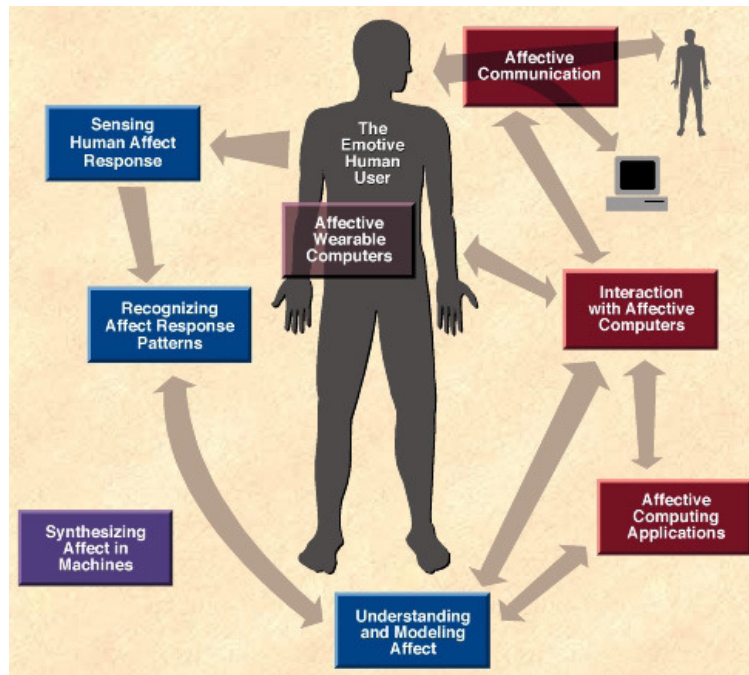 Affective
Communication
Sensing
Human Affect
Response
The
Emotive
Human
User
Affective
Wearable
Computers
Recognizing
Affect Response
Patterns
Interaction
with Affective
Computers
Synthesizing
Affect in
Machines
Affective
Computing
Applications
Understanding
and Modeling
Affect